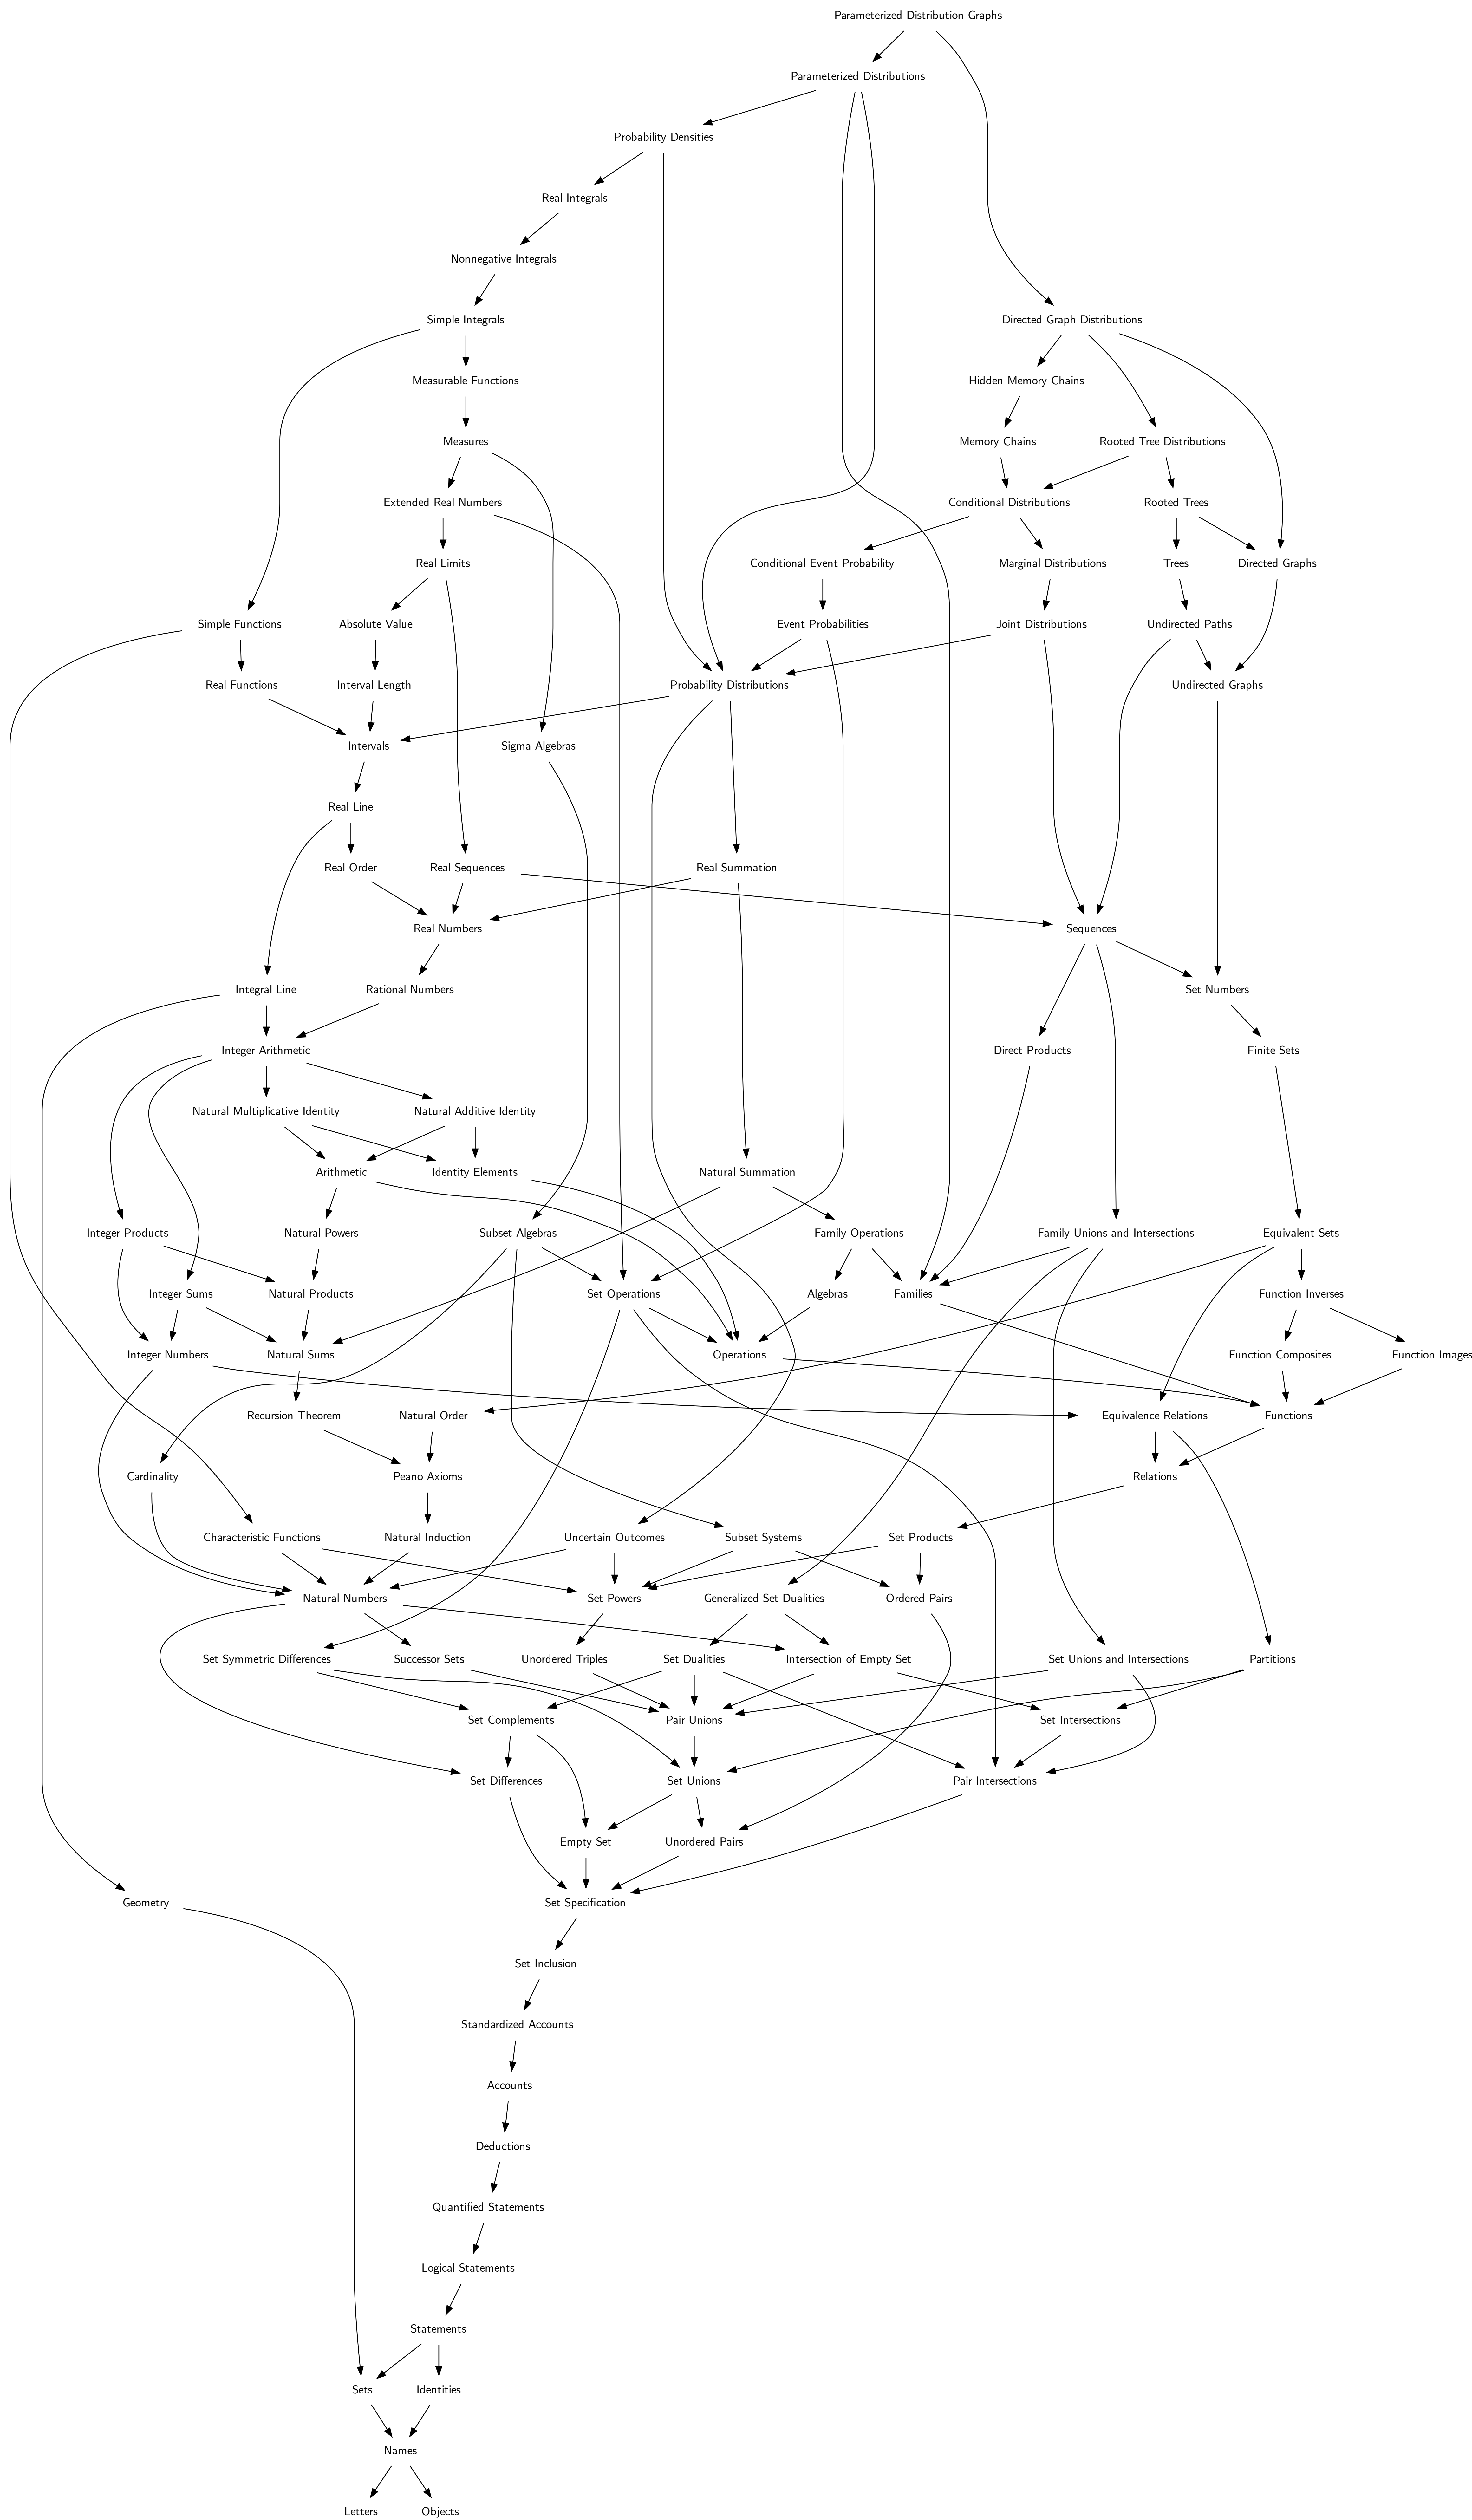 Parameterized Distribution Graphs
Parameterized Distributions
Probability Densities
Real Integrals
Nonnegative Integrals
Simple Integrals
Directed Graph Distributions
Measurable Functions
Hidden Memory Chains
Measures
Memory Chains
Rooted Tree Distributions
Extended Real Numbers
Conditional Distributions
Rooted Trees
Real Limits
Conditional Event Probability
Marginal Distributions
Trees
Directed Graphs
Simple Functions
Absolute Value
Event Probabilities
Joint Distributions
Undirected Paths
Real Functions
Interval Length
Probability Distributions
Undirected Graphs
Intervals
Sigma Algebras
Real Line
Real Order
Real Sequences
Real Summation
Real Numbers
Sequences
Integral Line
Rational Numbers
Set Numbers
Integer Arithmetic
Direct Products
Finite Sets
Natural Multiplicative Identity
Natural Additive Identity
Arithmetic
Identity Elements
Natural Summation
Integer Products
Natural Powers
Subset Algebras
Family Operations
Family Unions and Intersections
Equivalent Sets
Integer Sums
Natural Products
Set Operations
Algebras
Families
Function Inverses
Integer Numbers
Natural Sums
Operations
Function Composites
Function Images
Recursion Theorem
Natural Order
Equivalence Relations
Functions
Cardinality
Peano Axioms
Relations
Characteristic Functions
Natural Induction
Uncertain Outcomes
Subset Systems
Set Products
Natural Numbers
Set Powers
Generalized Set Dualities
Ordered Pairs
Set Symmetric Differences
Successor Sets
Unordered Triples
Set Dualities
Intersection of Empty Set
Set Unions and Intersections
Partitions
Set Complements
Pair Unions
Set Intersections
Set Differences
Set Unions
Pair Intersections
Empty Set
Unordered Pairs
Geometry
Set Specification
Set Inclusion
Standardized Accounts
Accounts
Deductions
Quantified Statements
Logical Statements
Statements
Sets
Identities
Names
Letters
Objects